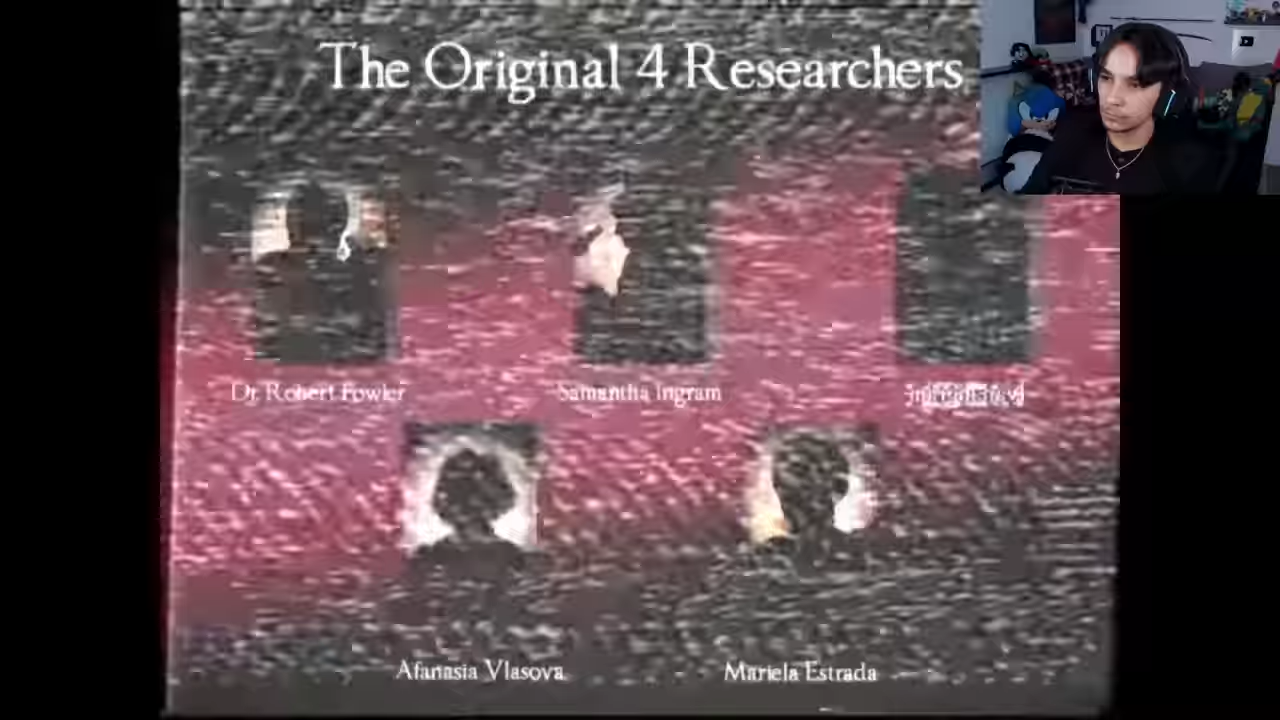 The Original 4 Researchers
Dr. Robert Fowler
Samantha Ingram
Afanasia Vlasova
Mariela Estrada